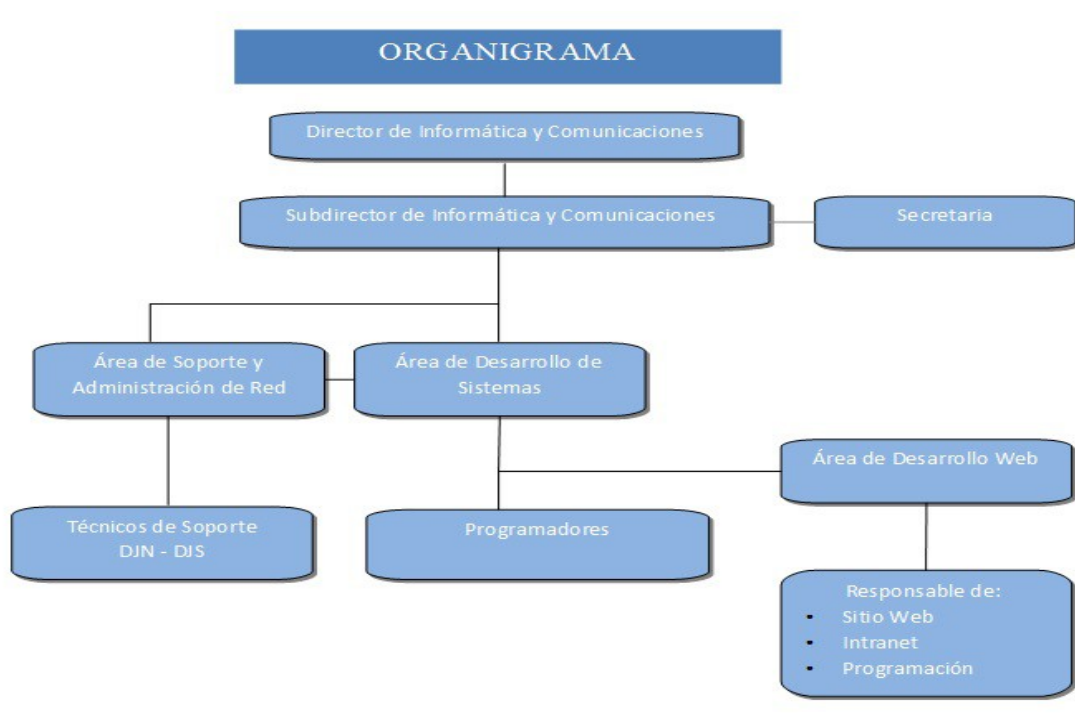 ORGANIGRAMA
Director de Informática y Comunicaciones
Subdirector de Informática y Comunicaciones
Secretaria
Área de Soporte y
Administración de Red
Área de Desarrollo de
Sistemas
Área de Desarrollo Web
Técnicos de Soporte
DJN - DJS
Programadores
Responsable de:
• Sitio Web
• Intranet
• Programación